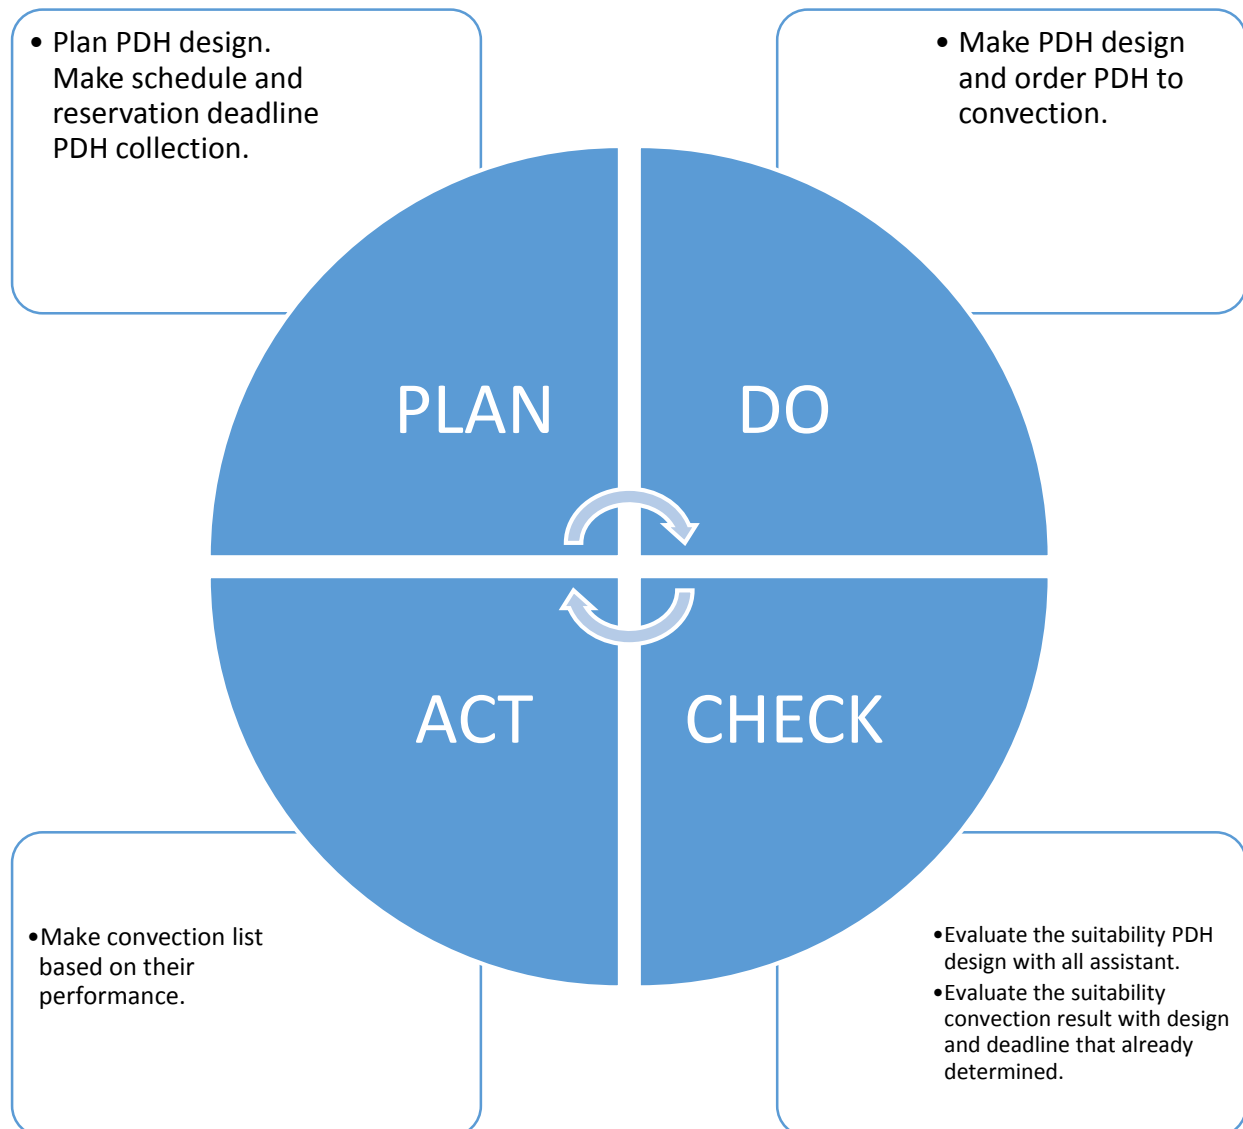 • Plan PDH design.
Make schedule and
reservation deadline
PDH collection.
• Make PDH design
and order PDH to
convection.
PLAN
DO
ACT
CHECK
•Make convection list
based on their
performance.
•Evaluate the suitability PDH
design with all assistant.
•Evaluate the suitability
convection result with design
and deadline that already
determined.